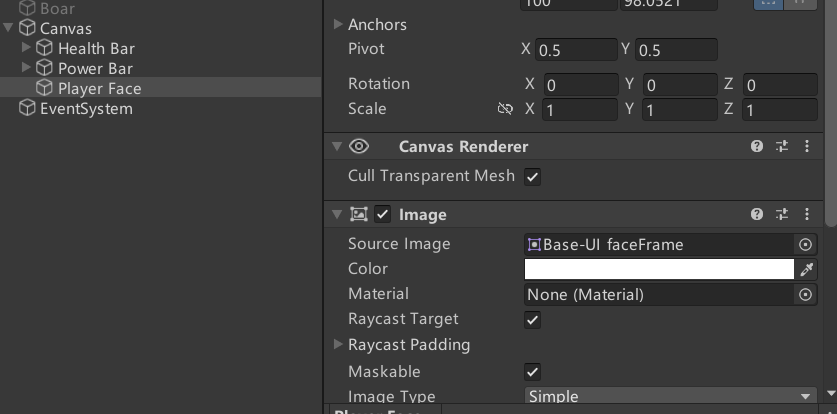 Boar
Canvas
Health Bar
Power Bar
Player Face
EventSystem
100 98.0521
Anchors
Pivot X 0.5 Y 0.5
Rotation X 0 Y 0 Z 0
Scale X 1 Y 1 Z 1
Canvas Renderer
Cull Transparent Mesh
Image
Source Image Base-UI_faceFrame
Color
Material None (Material)
Raycast Target
Raycast Padding
Maskable
Image Type Simple
Player Face